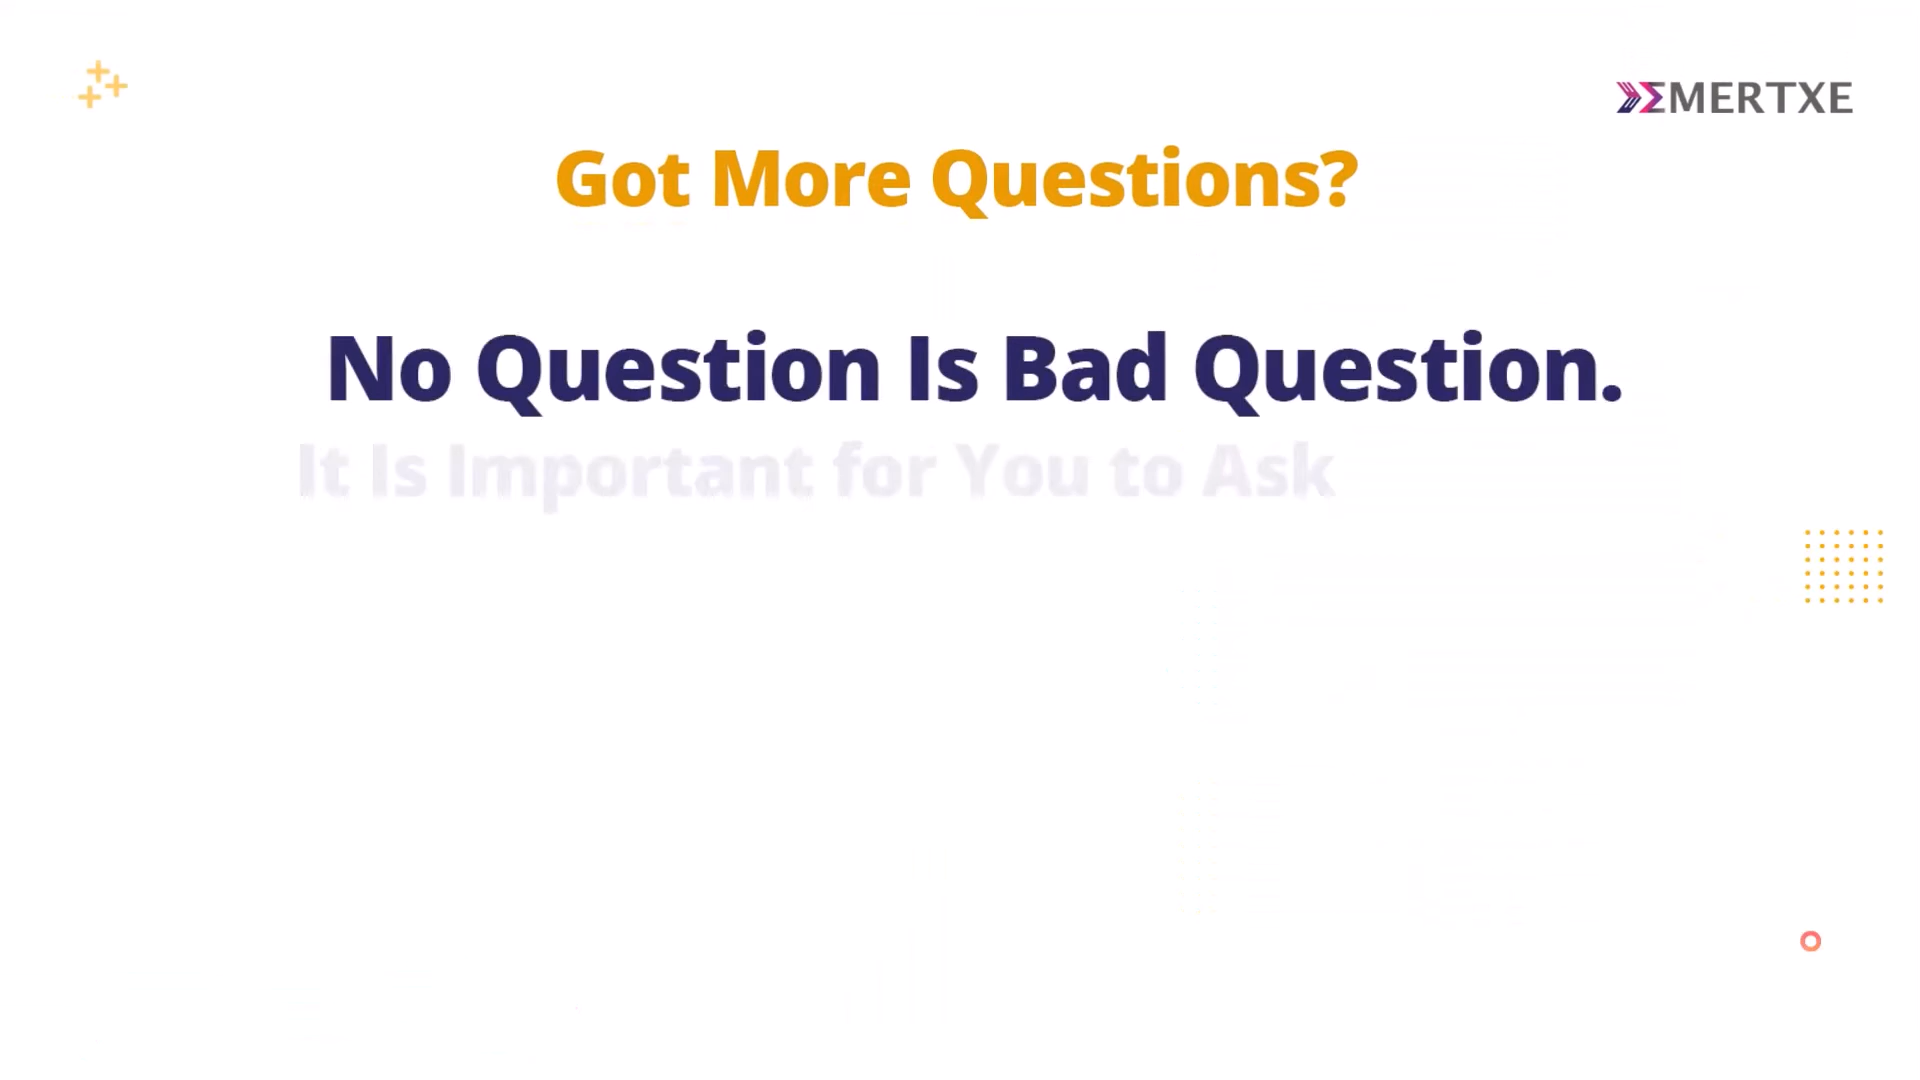 EMERTXE
Got More Questions?
No Question Is Bad Question.
It Is Important for You to Ask